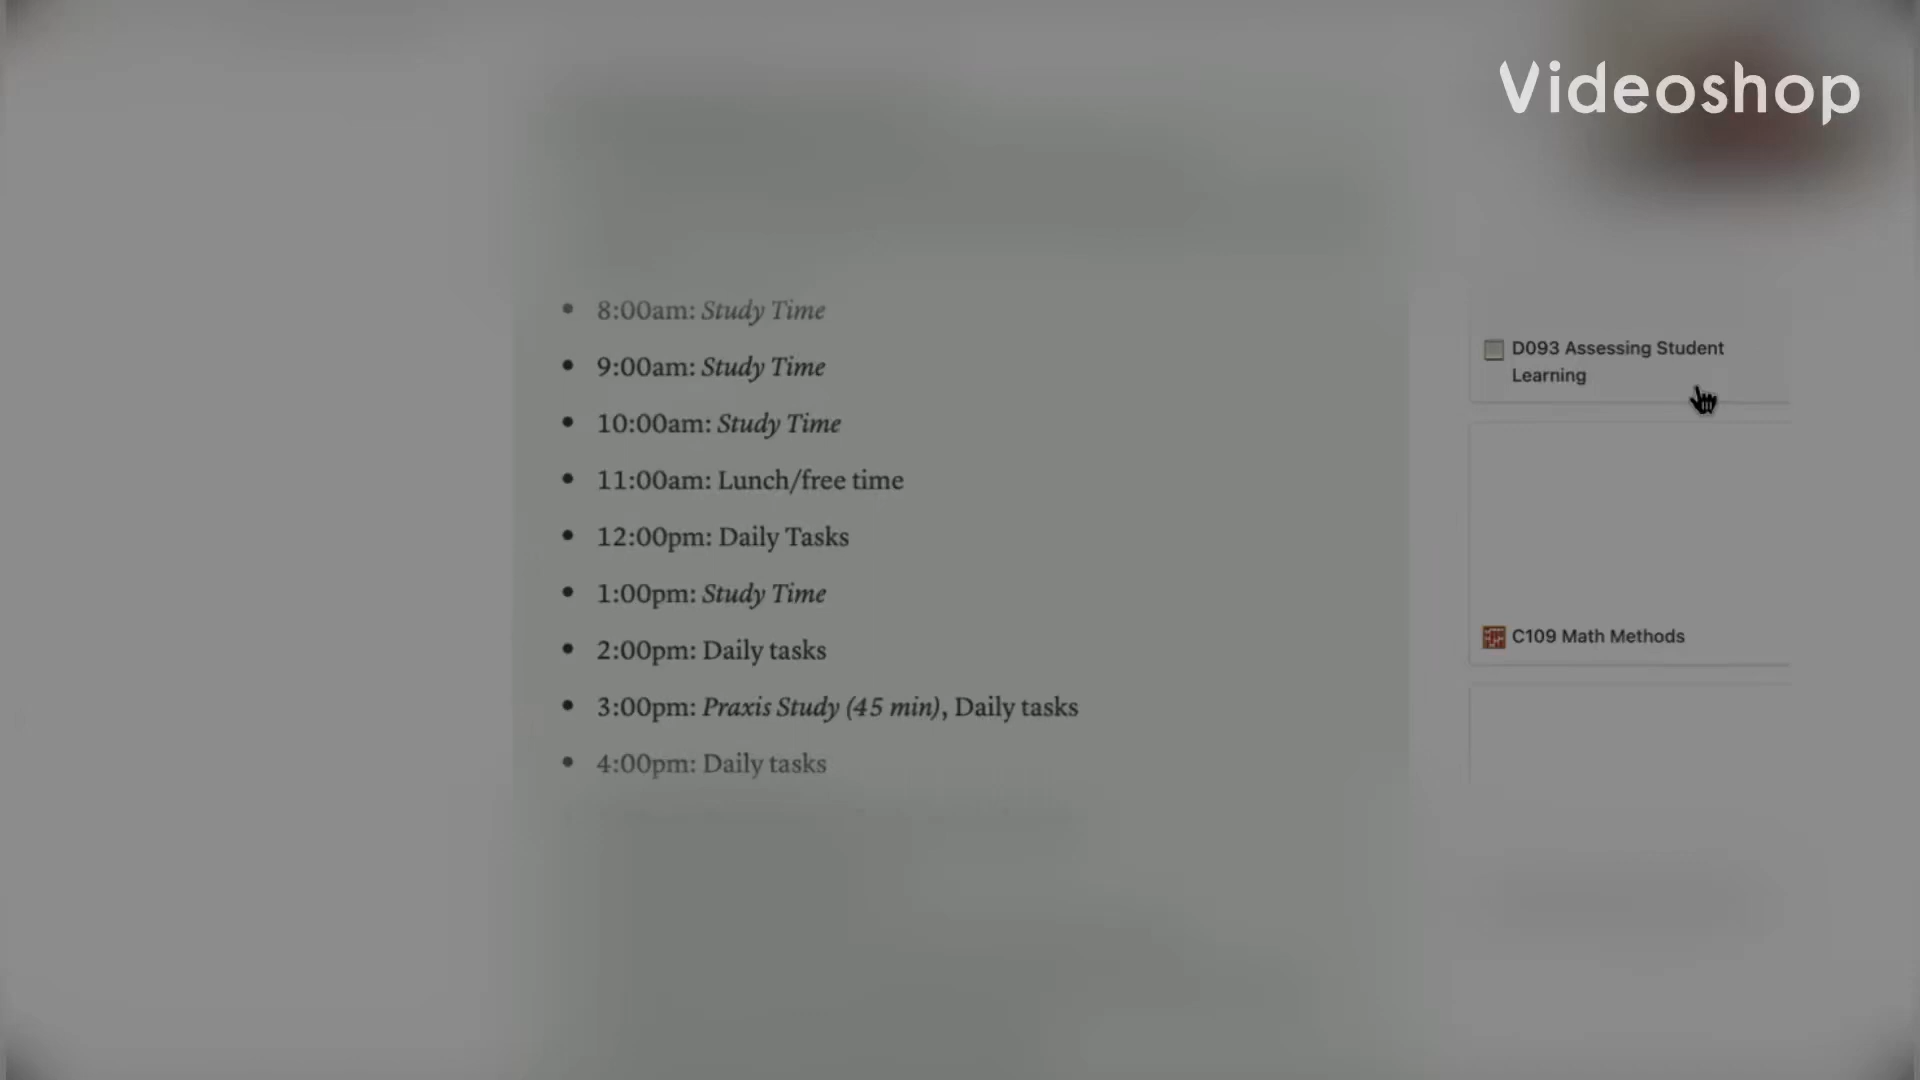 Videoshop
8:00am: Study Time
9:00am: Study Time
10:00am: Study Time
11:00am: Lunch/free time
12:00pm: Daily Tasks
1:00pm: Study Time
2:00pm: Daily tasks
3:00pm: Praxis Study (45 min), Daily tasks
4:00pm: Daily tasks
D093 Assessing Student
Learning
C109 Math Methods